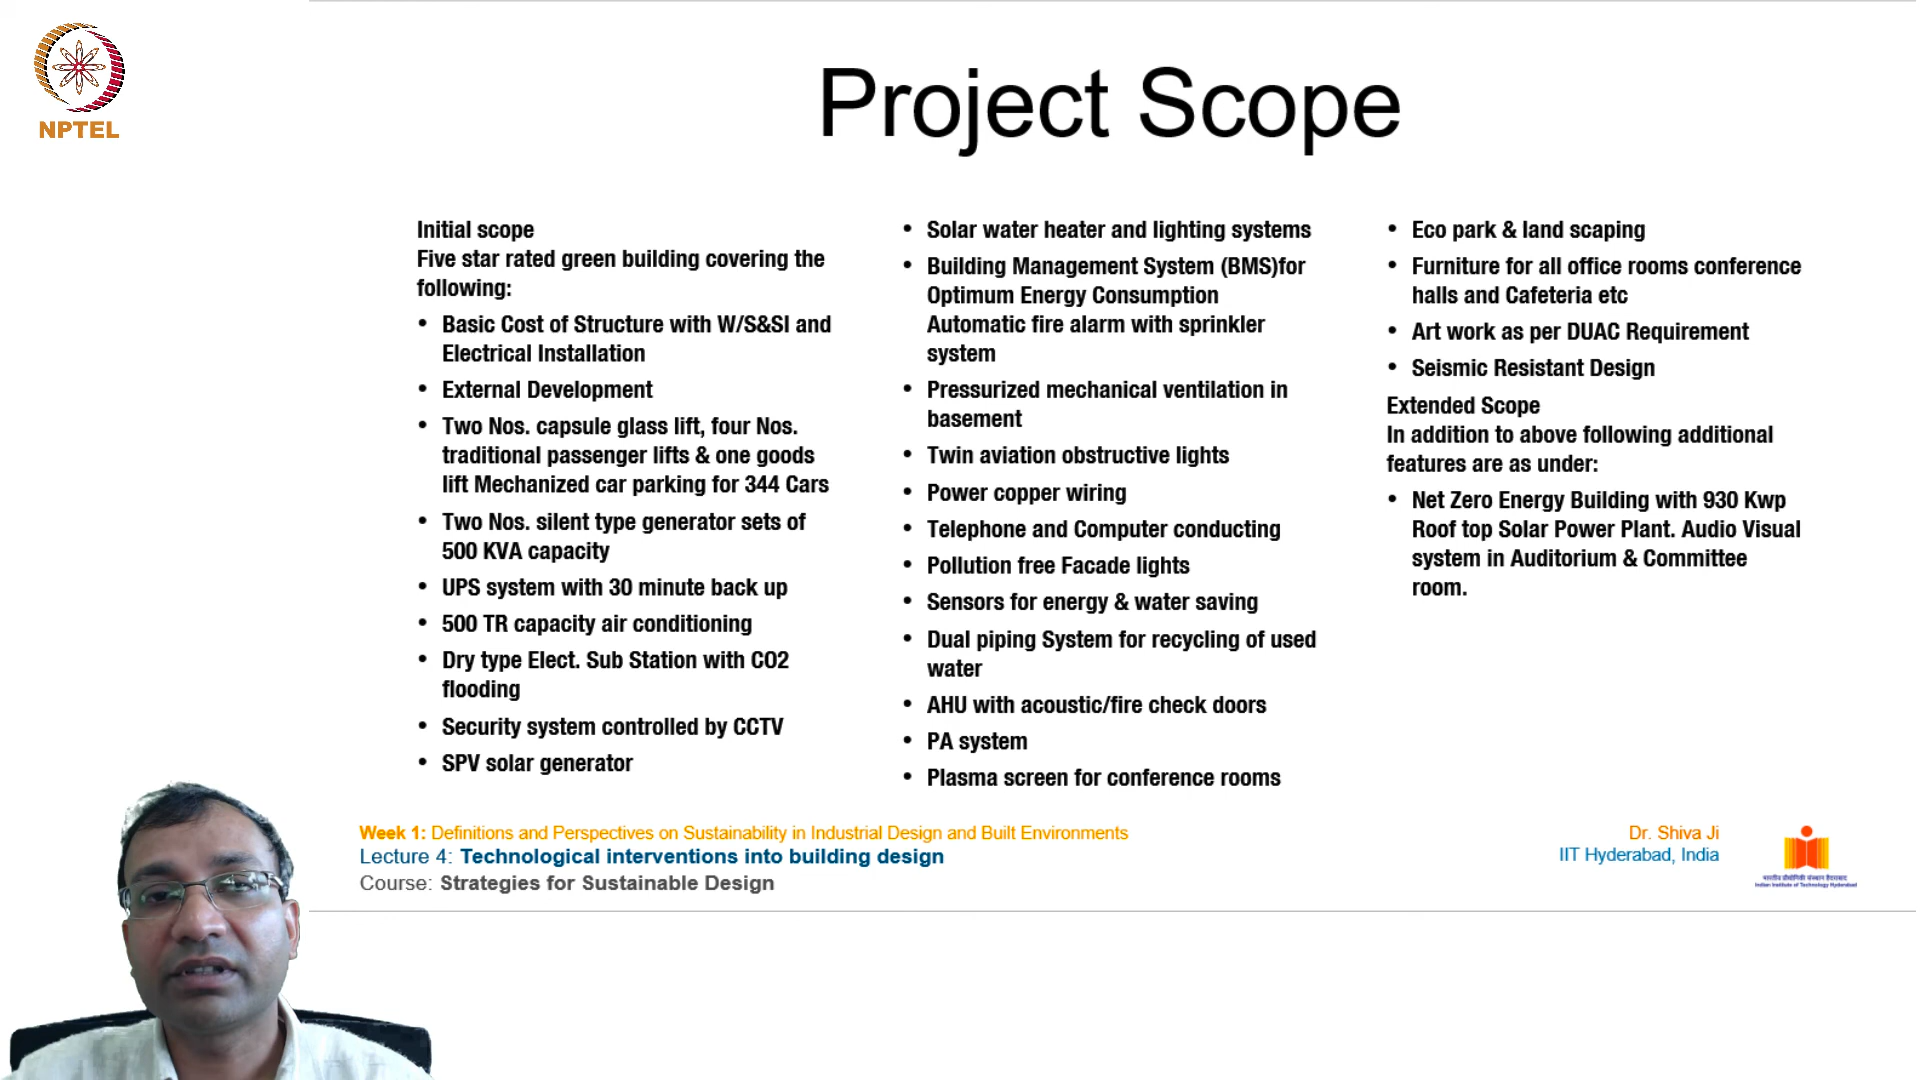 NPTEL
Project Scope
Initial scope
Five star rated green building covering the
following:
• Basic Cost of Structure with W/S&SI and
Electrical Installation
• External Development
• Two Nos. capsule glass lift, four Nos.
traditional passenger lifts & one goods
lift Mechanized car parking for 344 Cars
• Two Nos. silent type generator sets of
500 KVA capacity
• UPS system with 30 minute back up
• 500 TR capacity air conditioning
• Dry type Elect. Sub Station with CO2
flooding
• Security system controlled by CCTV
• SPV solar generator
• Solar water heater and lighting systems
• Building Management System (BMS)for
Optimum Energy Consumption
Automatic fire alarm with sprinkler
system
• Pressurized mechanical ventilation in
basement
• Twin aviation obstructive lights
• Power copper wiring
• Telephone and Computer conducting
• Pollution free Facade lights
• Sensors for energy & water saving
• Dual piping System for recycling of used
water
• AHU with acoustic/fire check doors
• PA system
• Plasma screen for conference rooms
• Eco park & land scaping
• Furniture for all office rooms conference
halls and Cafeteria etc
• Art work as per DUAC Requirement
• Seismic Resistant Design
Extended Scope
In addition to above following additional
features are as under:
• Net Zero Energy Building with 930 Kwp
Roof top Solar Power Plant. Audio Visual
system in Auditorium & Committee
room.
Week 1: Definitions and Perspectives on Sustainability in Industrial Design and Built Environments
Lecture 4: Technological interventions into building design
Course: Strategies for Sustainable Design
Dr. Shiva Ji
IIT Hyderabad, India
भारतीय प्रौद्योगिकी संस्थान हैदराबाद
Indian Institute of Technology Hyderabad